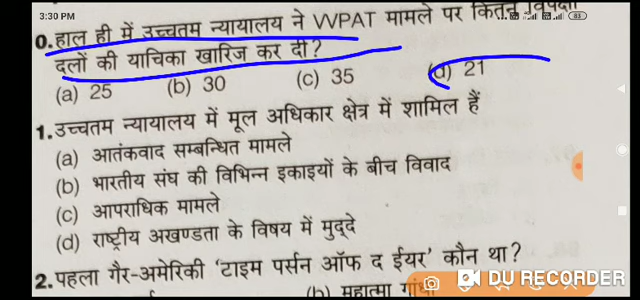 3:30 PM
83
0. हाल ही में उच्चतम न्यायालय ने VVPAT मामले पर कितने विपक्षी
दलों की याचिका खारिज कर दी?
(a) 25 (b) 30 (c) 35 (d) 21
1. उच्चतम न्यायालय में मूल अधिकार क्षेत्र में शामिल हैं
(a) आतंकवाद सम्बन्धित मामले
(b) भारतीय संघ की विभिन्न इकाइयों के बीच विवाद
(c) आपराधिक मामले
(d) राष्ट्रीय अखण्डता के विषय में मुद्दे
2. पहला गैर-अमेरिकी 'टाइम पर्सन ऑफ द ईयर' कौन था?
(b) महात्मा गांधी
DU RECORDER